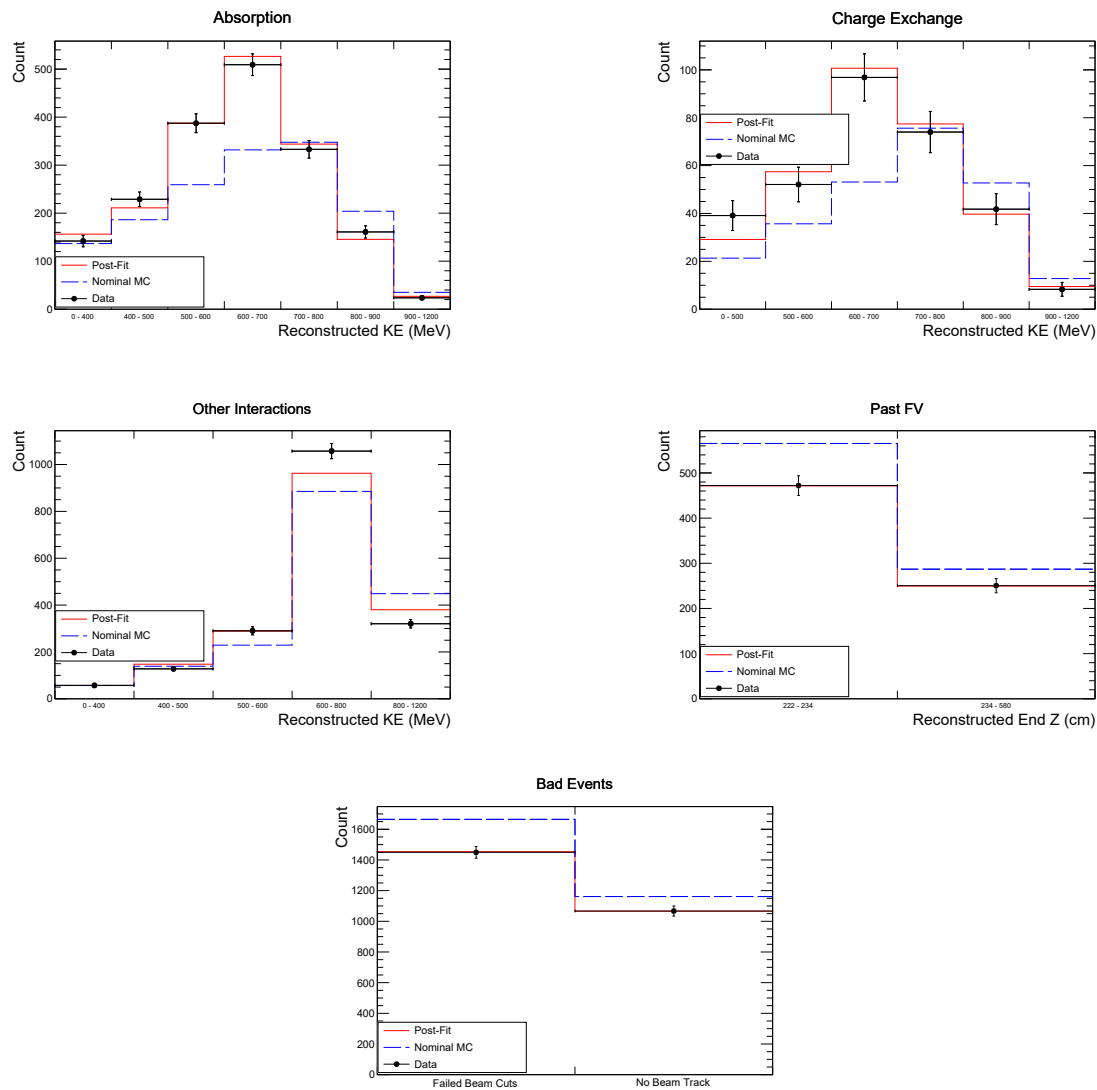 Absorption
Count
500
400
300
200
100
0
Post-Fit
Nominal MC
Data
0 - 400 400 - 500 500 - 600 600 - 700 700 - 800 800 - 900 900 - 1200
Reconstructed KE (MeV)
Charge Exchange
Count
100
80
60
40
20
0
Post-Fit
Nominal MC
Data
0 - 500 500 - 600 600 - 700 700 - 800 800 - 900 900 - 1200
Reconstructed KE (MeV)
Other Interactions
Count
1000
800
600
400
200
0
Post-Fit
Nominal MC
Data
0 - 400 400 - 500 500 - 600 600 - 800 800 - 1200
Reconstructed KE (MeV)
Past FV
Count
500
400
300
200
100
0
Post-Fit
Nominal MC
Data
222 - 234 234 - 580
Reconstructed End Z (cm)
Bad Events
Count
1600
1400
1200
1000
800
600
400
200
0
Post-Fit
Nominal MC
Data
Failed Beam Cuts No Beam Track